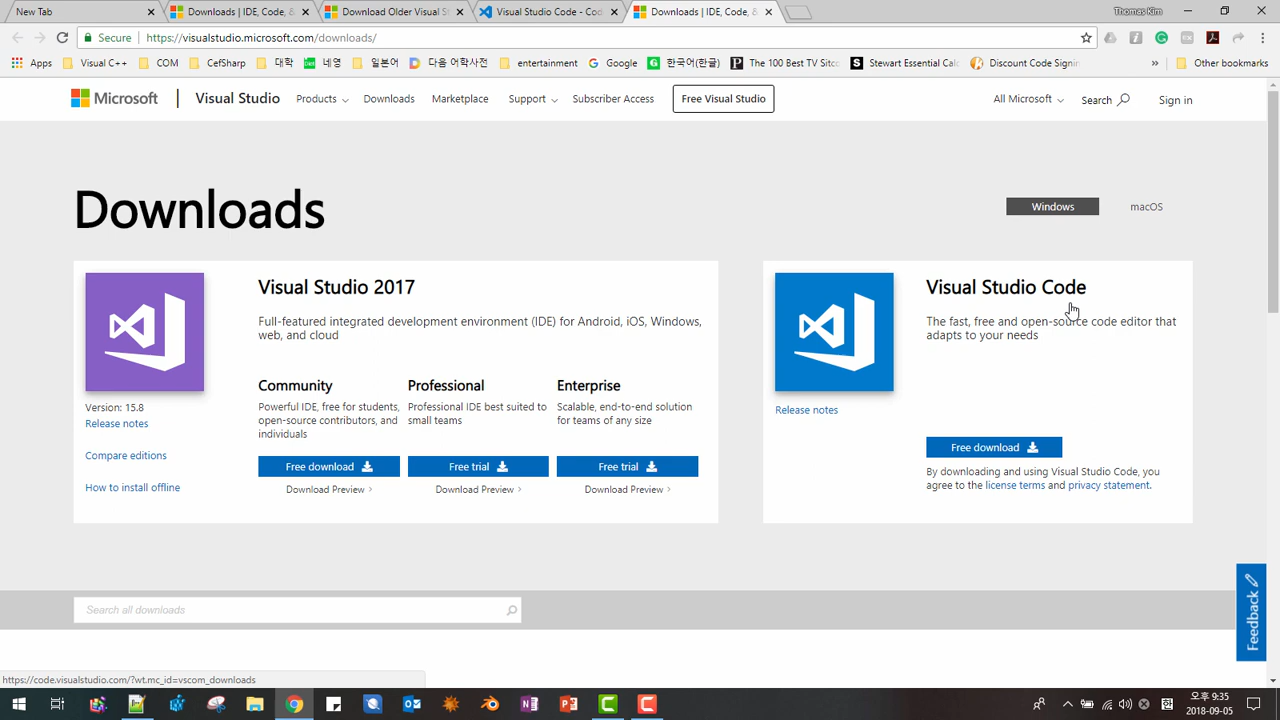 New Tab
Downloads | IDE, Code, &
Download Older Visual St
Visual Studio Code - Cod
Downloads | IDE, Code, &
Thomas Kim
Secure
https://visualstudio.microsoft.com/downloads/
Apps
Visual C++
COM
CefSharp
대학
네영
일본어
다음 어학사전
entertainment
Google
한국어(한글)
The 100 Best TV Sitco
Stewart Essential Calc
Discount Code Signin
Other bookmarks
Microsoft
Visual Studio
Products
Downloads
Marketplace
Support
Subscriber Access
Free Visual Studio
All Microsoft
Search
Sign in
Downloads
Windows
macOS
Visual Studio 2017
Full-featured integrated development environment (IDE) for Android, iOS, Windows,
web, and cloud
Version: 15.8
Release notes
Compare editions
How to install offline
Community
Powerful IDE, free for students,
open-source contributors, and
individuals
Free download
Download Preview
Professional
Professional IDE best suited to
small teams
Free trial
Download Preview
Enterprise
Scalable, end-to-end solution
for teams of any size
Free trial
Download Preview
Visual Studio Code
The fast, free and open-source code editor that
adapts to your needs
Release notes
Free download
By downloading and using Visual Studio Code, you
agree to the license terms and privacy statement.
Search all downloads
Feedback
https://code.visualstudio.com/?wt.mc_id=vscom_downloads
오후 9:35
2018-09-05